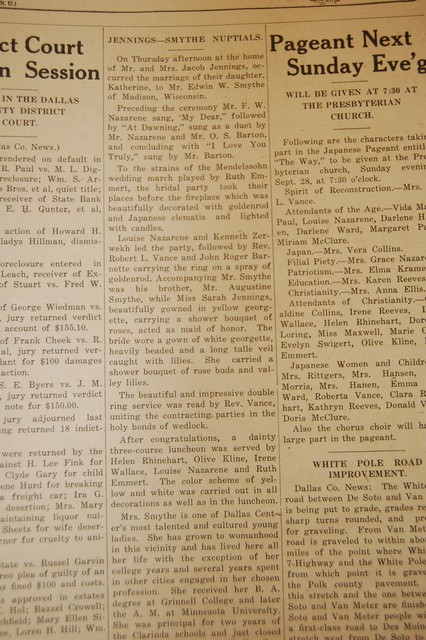 N. U.)
ct Court
n Session
IN THE DALLAS
TY DISTRICT
COURT.
as Co. News.)
rendered on default in
R. Paul vs. M. L. Dig-
reclosure; Wm. S. Ar-
s Bros. et al, quiet title;
receiver of State Bank
E. H. Gunter, et al,
action of Howard H.
ladys Hillman, dismis-
foreclosure entered in
Leach, receiver of Ex-
of Stuart vs. Fred W.
of George Wiedman vs.
jury returned verdict
account of $155.10.
of Frank Cheek vs. R.
al, jury returned ver-
lant for $100 damages
action.
S. E. Byers vs. J. M.
jury returned verdict
note for $150.00.
jury adjourned last
returned 18 indict-
were returned by the
ainst H. Lee Fink for
Clyde Gary for child
ene Hurd for breaking
a freight car; Ira G.
desertion; Mrs. Mary
aintaining liquor nui-
Sheets for wife deser-
ner for cruelty to ani-
tate vs. Russel Garvin
red plea of guilty of an
s fined $100 and costs.
s approved in estates
Hol; Bazzel Crowell;
hfield; Mary Ellen Si-
e, Loren H. Hill; Wm.
JENNINGS—SMYTHE NUPTIALS.
On Thursday afternoon at the home
of Mr. and Mrs. Jacob Jennings, oc-
curred the marriage of their daughter,
Katherine, to Mr. Edwin W. Smythe
of Madison, Wisconsin.
Preceding the ceremony Mr. F. W.
Nazarene sang, 'My Dear," followed
by "At Dawning," sung as a duet by
Mr. Nazarene and Mr. O. S. Barton,
and concluding with "I Love You
Truly," sung by Mr. Barton.
To the strains of the Mendelssohn
wedding march played by Ruth Em-
mert, the bridal party took their
places before the fireplace which was
beautifully decorated with goldenrod
and Japanese clematis and lighted
with candles.
Louise Nazarene and Kenneth Zer-
wekh led the party, followed by Rev.
Robert L. Vance and John Roger Bar-
nette carrying the ring on a spray of
goldenrod. Accompanying Mr. Smythe
was his brother, Mr. Augustine
Smythe, while Miss Sarah Jennings,
beautifully gowned in yellow georg-
ette, carrying a shower bouquet of
roses, acted as maid of honor. The
bride wore a gown of white georgette,
heavily beaded and a long tulle veil
caught with lilies. She carried a
shower bouquet of rose buds and val-
ley lilies.
The beautiful and impressive double
ring service was read by Rev. Vance,
uniting the contracting parties in the
holy bonds of wedlock.
After congratulations, a dainty
three-course luncheon was served by
Helen Rhinehart, Olive Kline, Irene
Wallace, Louise Nazarene and Ruth
Emmert. The color scheme of yel-
low and white was carried out in all
decorations as well as in the luncheon.
Mrs. Smythe is one of Dallas Cent-
er's most talented and cultured young
ladies. She has grown to womanhood
in this vicinity and has lived here all
her life with the exception of her
college years and several years spent
in other cities engaged in her chosen
profession. She received her B. A.
degree at Grinnell College and later
the A. M. at Minnesota University.
She was principal for two years of
the Clarinda schools and just closed
Pageant Next
Sunday Eve'g
WILL BE GIVEN AT 7:30 AT
THE PRESBYTERIAN
CHURCH.
Following are the characters taking
part in the Japanese Pageant entitl
"The Way," to be given at the Pres
byterian church, Sunday evening
Sept. 28, at 7:30 o'clock.
Spirit of Reconstruction.—Mrs.
L. Vance.
Attendants of the Age.—Vida Ma
Paul, Louise Nazarene, Darlene H
en, Darlene Ward, Margaret P
Miriam McClure.
Japan.—Mrs. Vera Collins.
Filial Piety.—Mrs. Grace Nazar
Patriotism.—Mrs. Elma Krame
Education.—Mrs. Karen Reeves
Christianity.—Mrs. Anna Ellis.
Attendants of Christianity.—
aldine Collins, Irene Reeves, I
Wallace, Helen Rhinehart, Dor
Loring, Miss Maxwell, Marie C
Evelyn Swigert, Olive Kline,
Emmert.
Japanese Women and Childre
Mrs. Rittgers, Mrs. Hansen,
Morris, Mrs. Hanen, Emma
Ward, Roberta Vance, Clara R
hart, Kathryn Reeves, Donald V
Doris McClure.
Also the chorus choir will ha
large part in the pageant.
WHITE POLE ROAD
IMPROVEMENT.
Dallas Co. News: The White
road between De Soto and Van
is being put to grade, grades re
sharp turns rounded, and pr
for graveling. From Van Met
road is graveled to within abou
miles of the point where Whi
7-Highway and the White Pole
from which point it is grave
the Polk county pavement.
this stretch and the one betwee
Soto and Van Meter are finish
Soto and Van Meter people w
a first-class road to Des Moin
stretch west from De Soto to